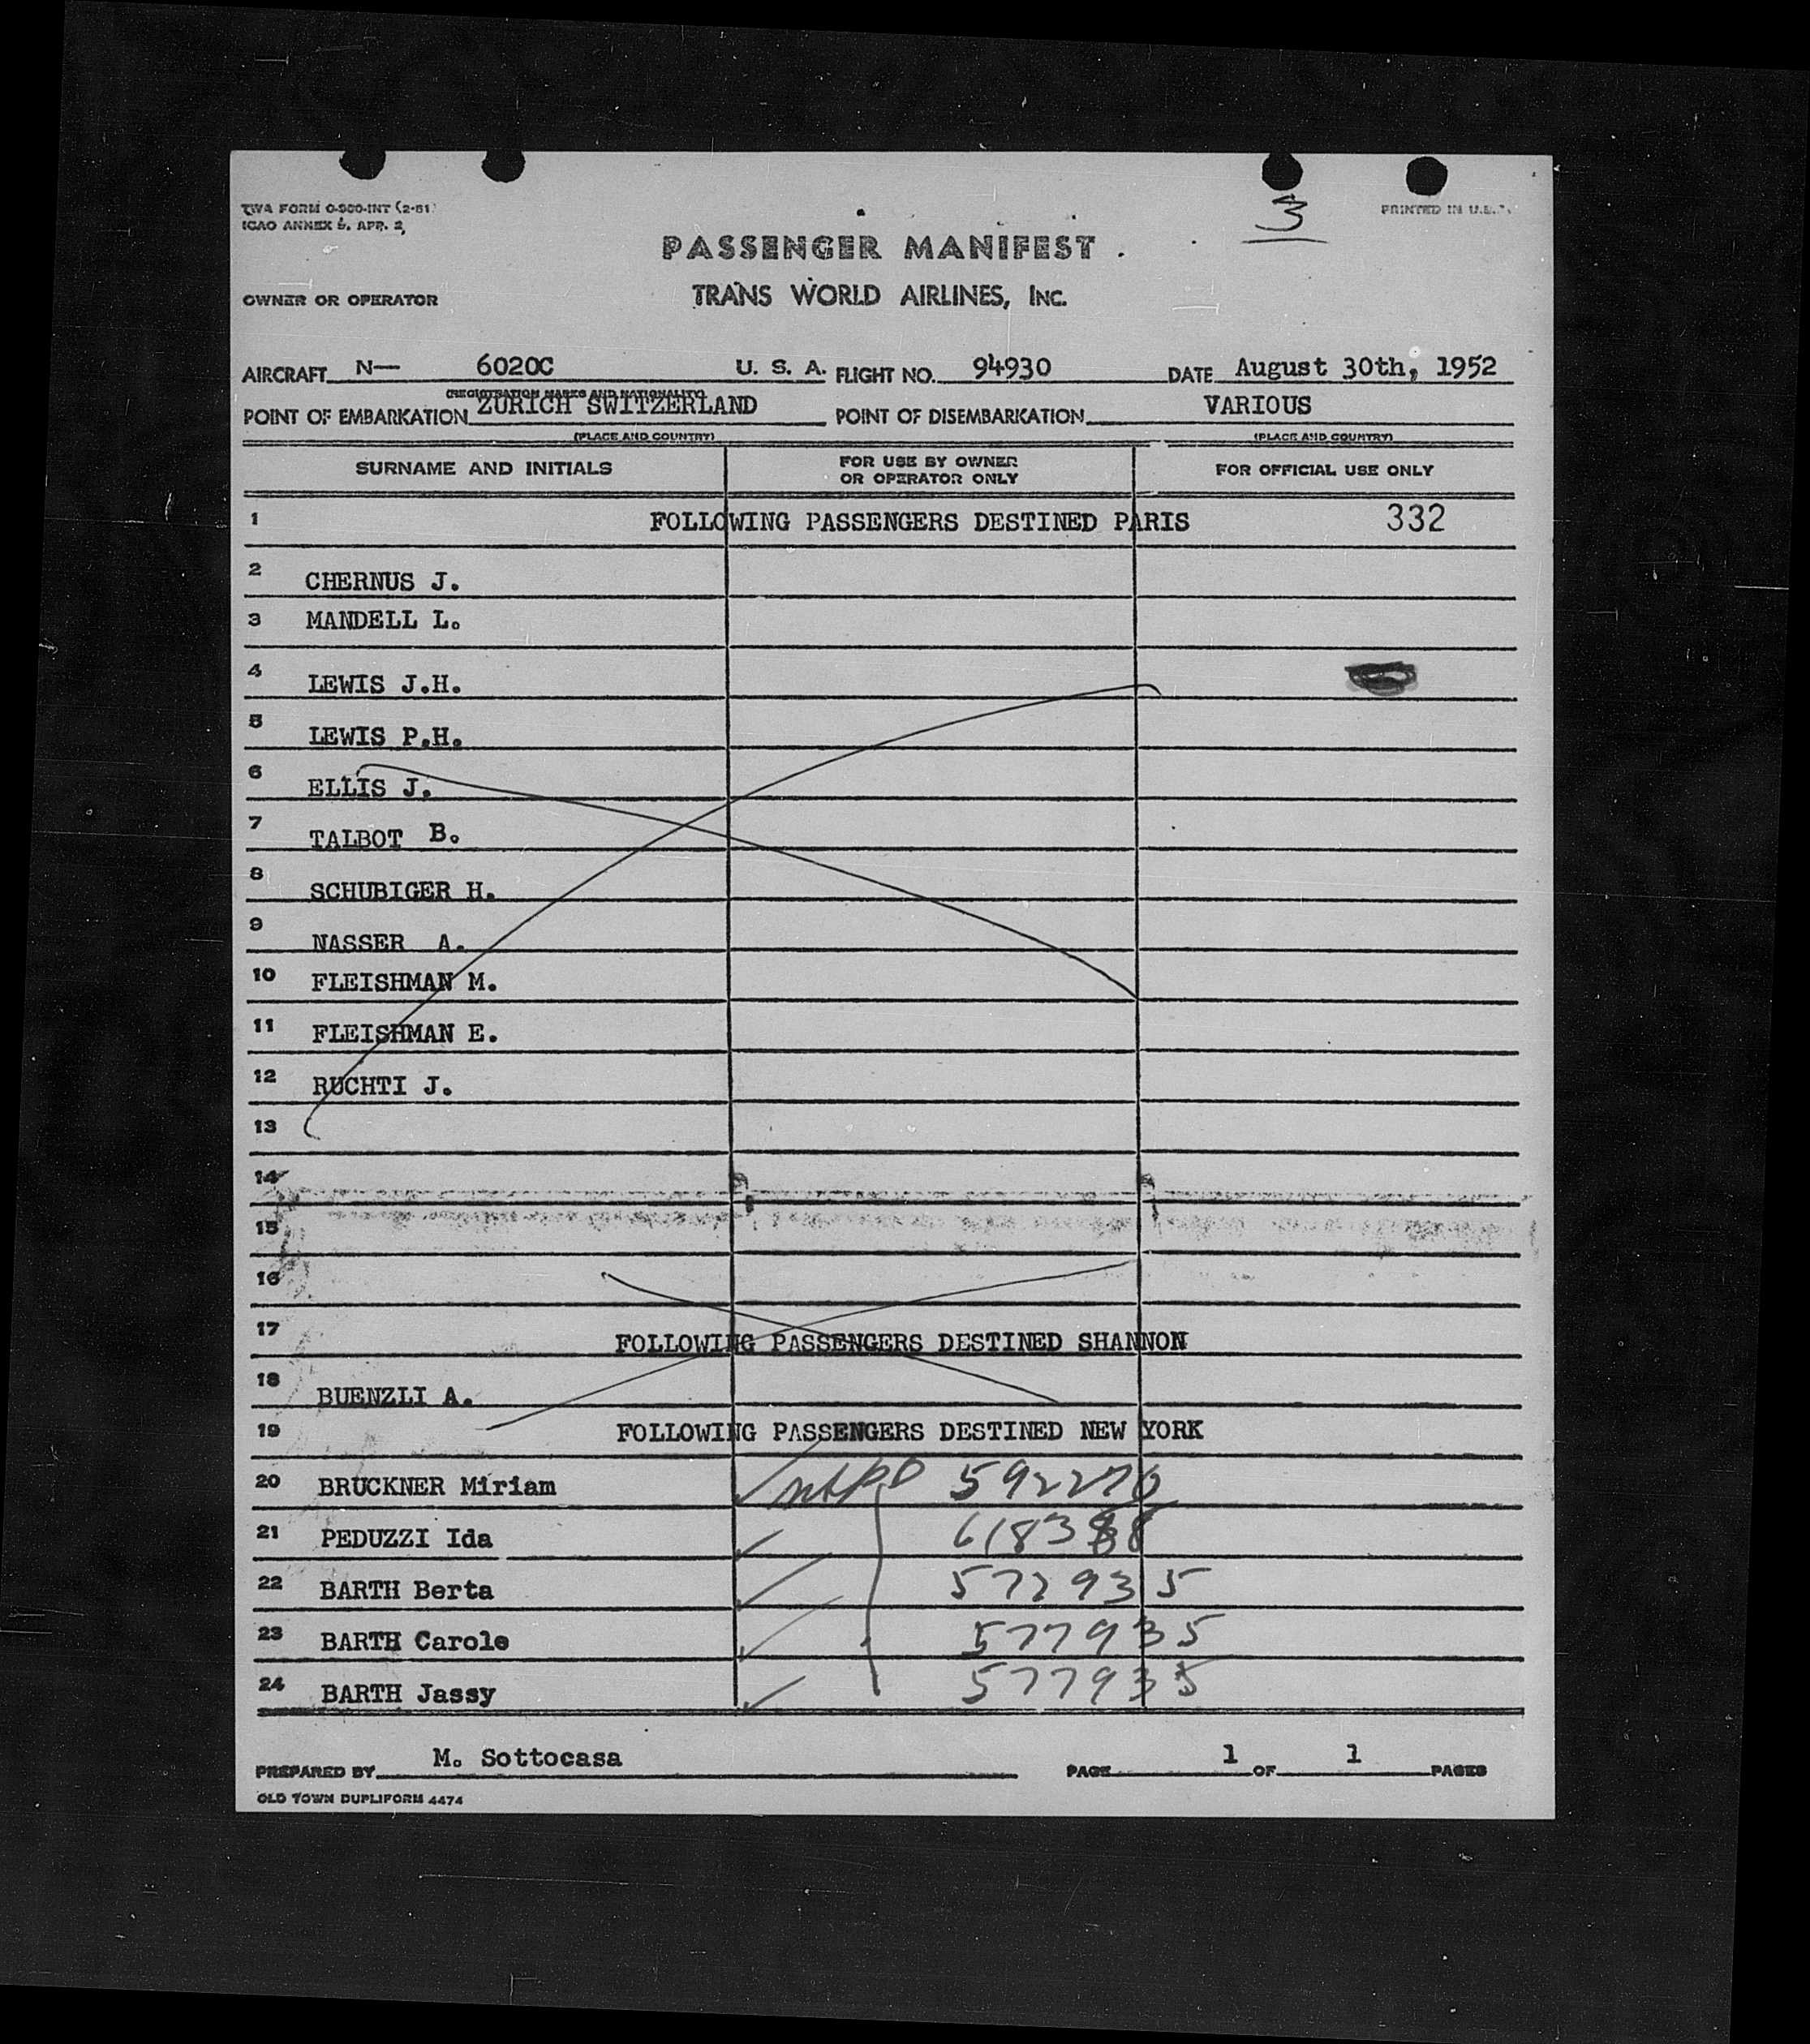 TWA FORM O-900-INT (2-51)
ICAO ANNEX 9, APP. 2,
3
PRINTED IN U.S.A.
PASSENGER MANIFEST
OWNER OR OPERATOR
TRANS WORLD AIRLINES, INC.
AIRCRAFT N— 6020C U. S. A. FLIGHT NO. 94930 DATE August 30th, 1952
(REGISTRATION MARKS AND NATIONALITY)
POINT OF EMBARKATION ZURICH SWITZERLAND POINT OF DISEMBARKATION VARIOUS
(PLACE AND COUNTRY) (PLACE AND COUNTRY)
SURNAME AND INITIALS FOR USE BY OWNER OR OPERATOR ONLY FOR OFFICIAL USE ONLY
1 FOLLOWING PASSENGERS DESTINED PARIS 332
2 CHERNUS J.
3 MANDELL L.
4 LEWIS J.H.
5 LEWIS P.H.
6 ELLIS J.
7 TALBOT B.
8 SCHUBIGER H.
9 NASSER A.
10 FLEISHMAN M.
11 FLEISHMAN E.
12 RUCHTI J.
13
14
15
16
17 FOLLOWING PASSENGERS DESTINED SHANNON
18 BUENZLI A.
19 FOLLOWING PASSENGERS DESTINED NEW YORK
20 BRUCKNER Miriam 592270
21 PEDUZZI Ida
22 BARTH Berta 572935
23 BARTH Carole 577935
24 BARTH Jassy 577935
PREPARED BY M. Sottocasa PAGE 1 OF 1 PAGES
OLD TOWN DUPLIFORM 4474